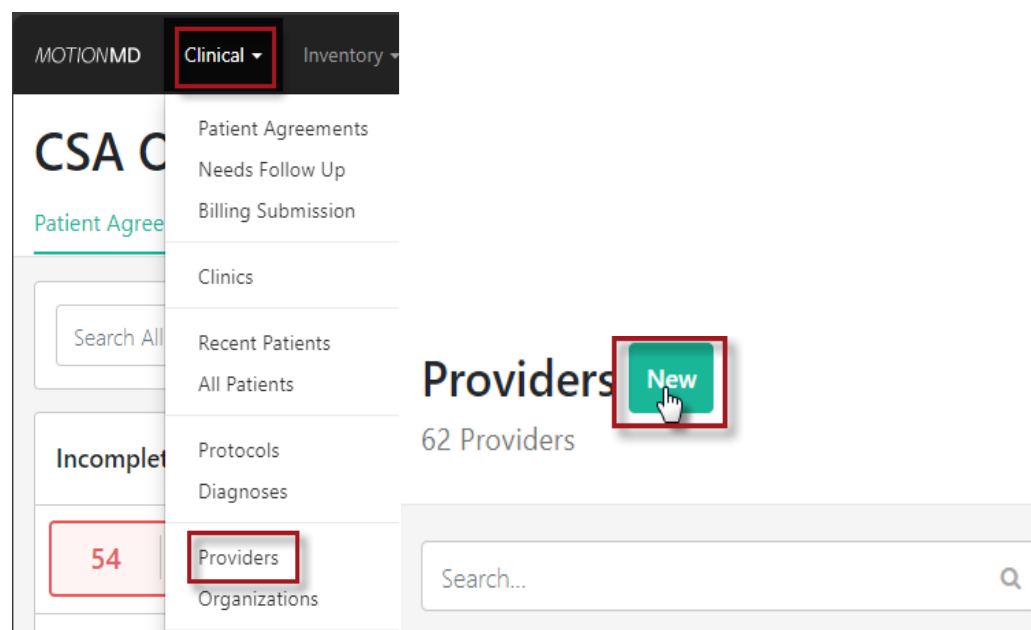 MOTIONMD Clinical Inventory
CSA
Patient Agree
Search All
Incomplet
54
Patient Agreements
Needs Follow Up
Billing Submission
Clinics
Recent Patients
All Patients
Protocols
Diagnoses
Providers
Organizations
Providers New
62 Providers
Search...